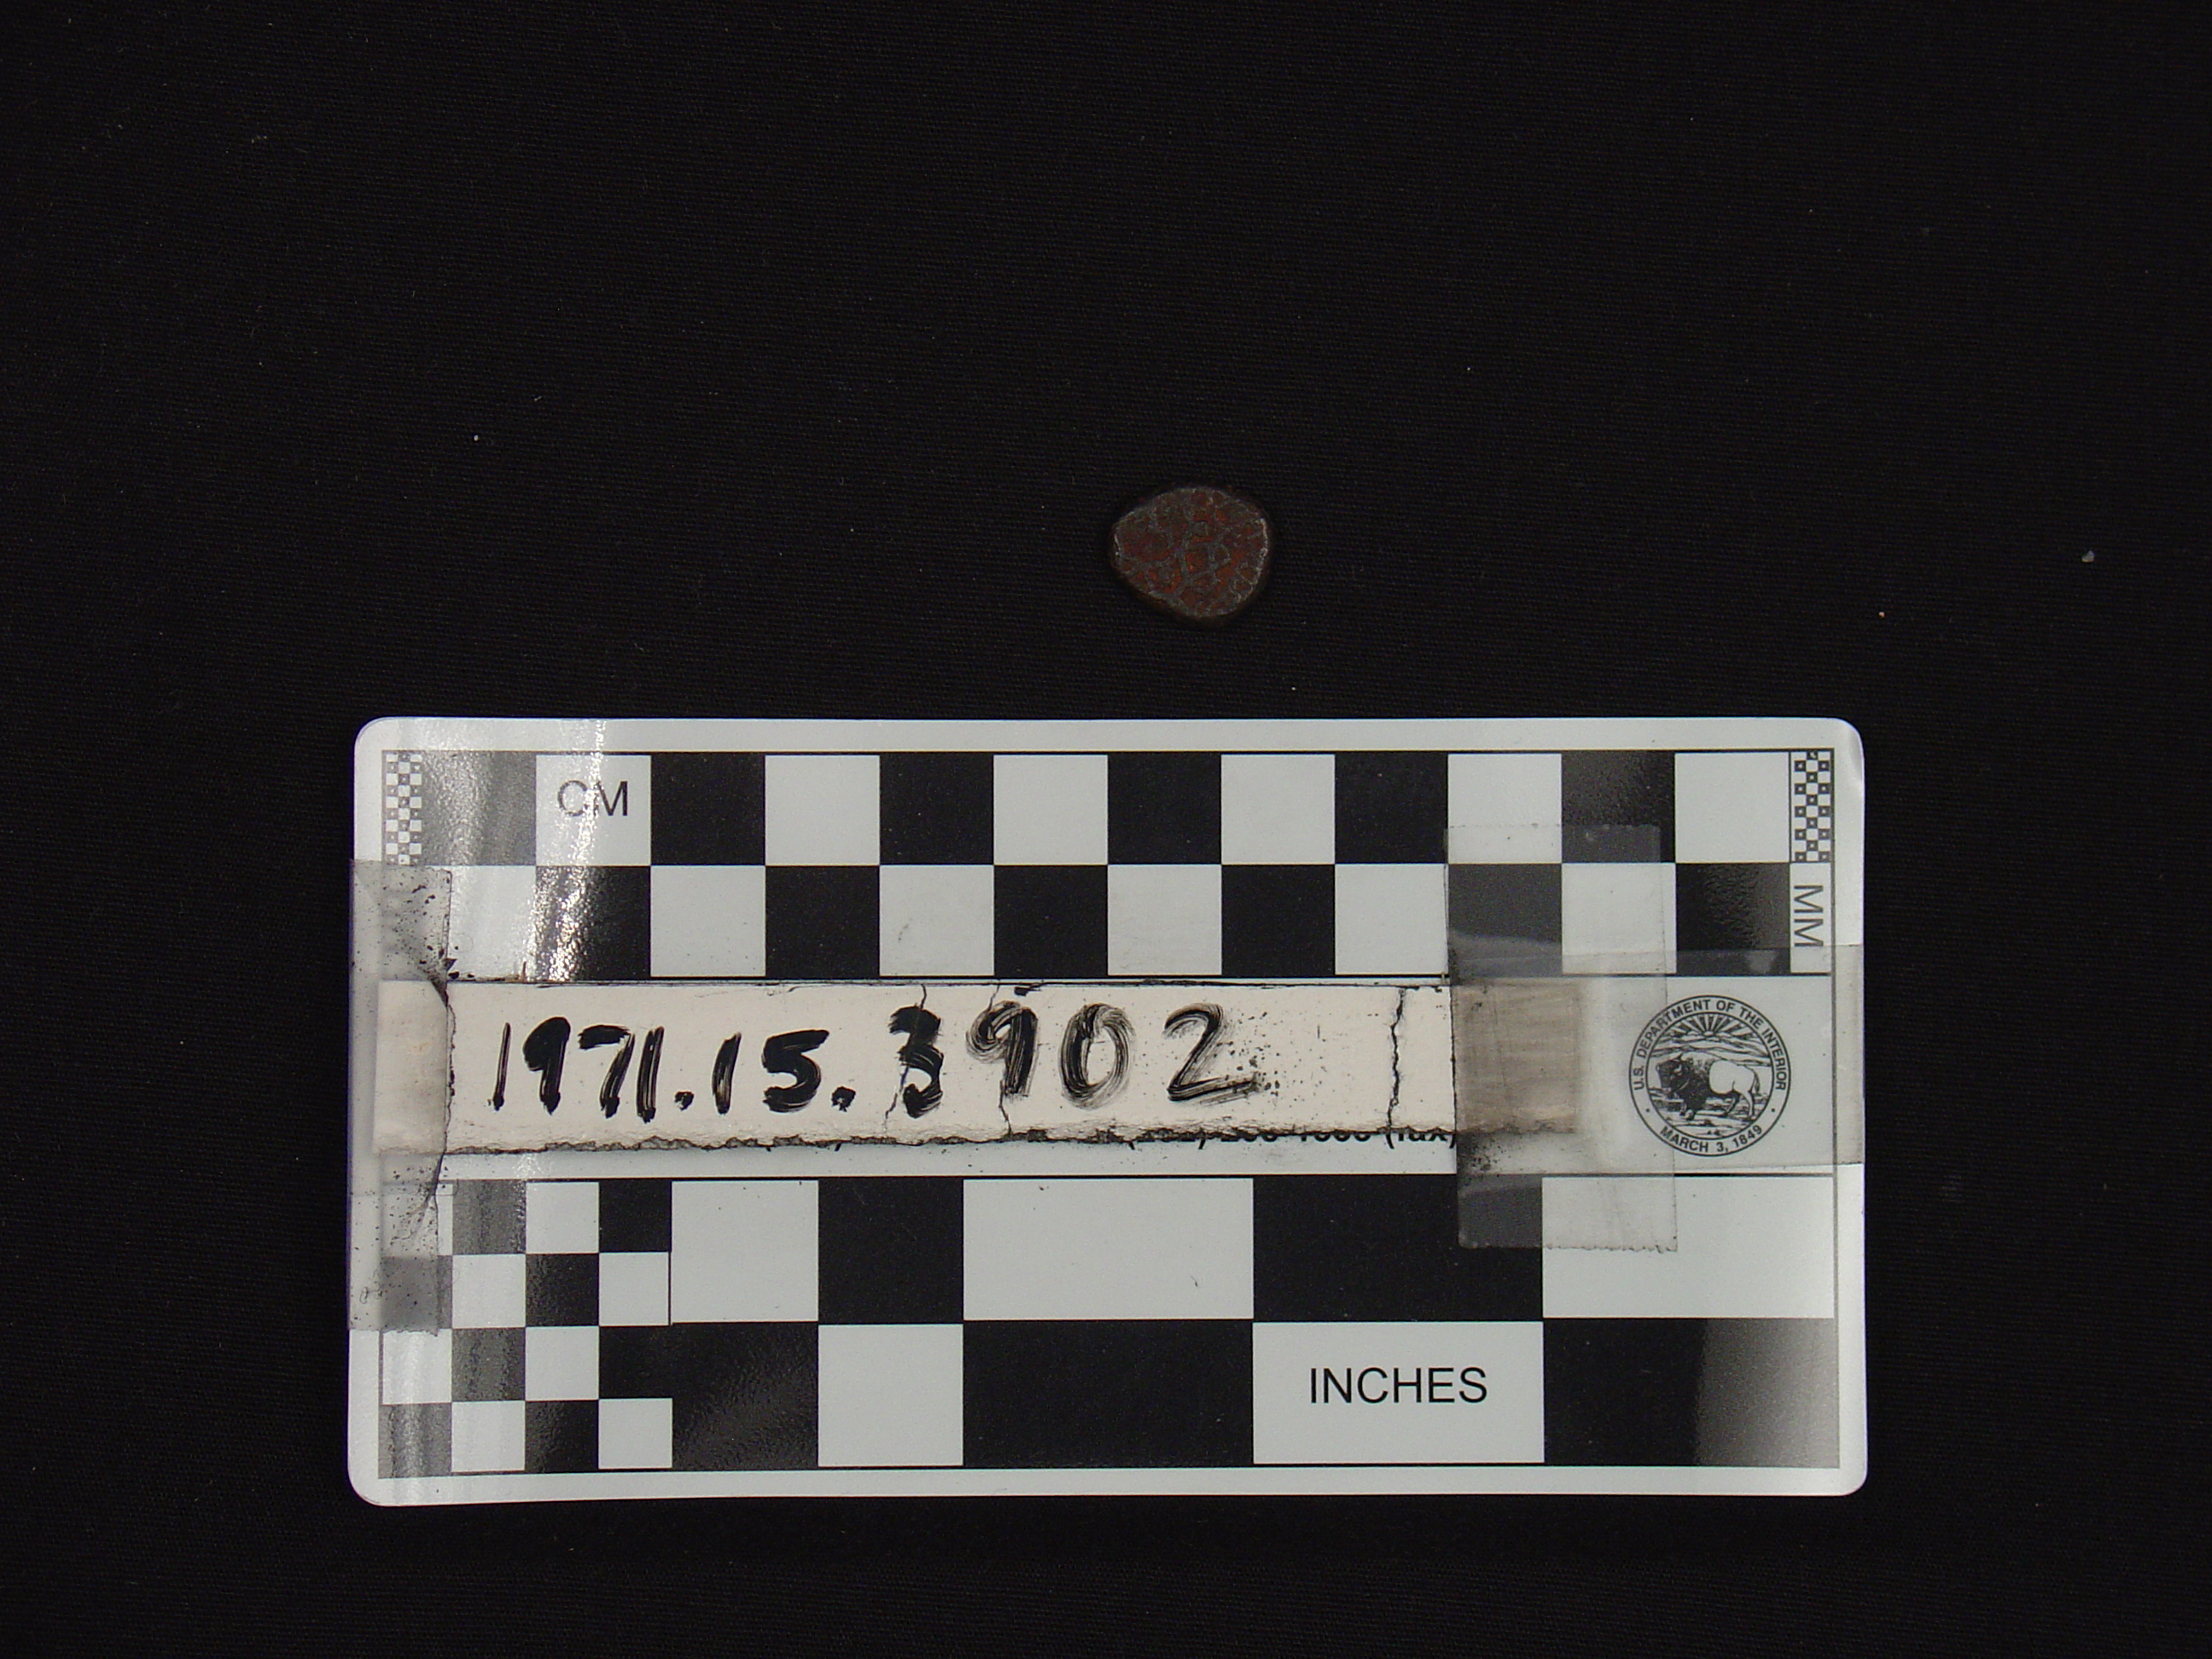 CM
MM
1971.15.3902
U.S. DEPARTMENT OF THE INTERIOR
MARCH 3, 1849
INCHES